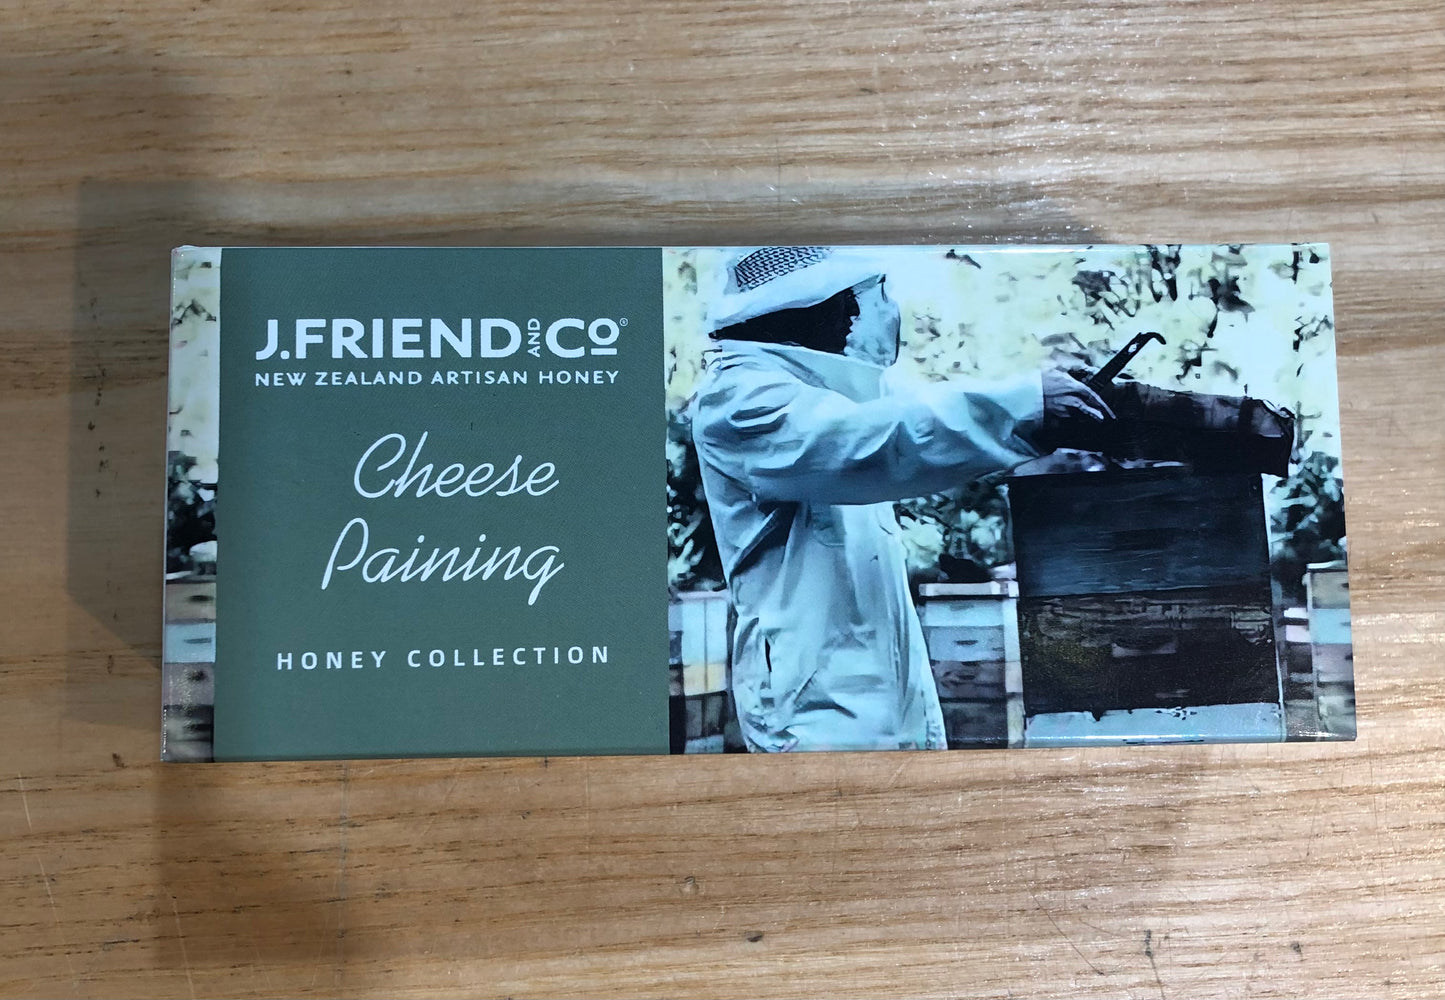 J.FRIEND AND CO®
NEW ZEALAND ARTISAN HONEY
Cheese
Paining
HONEY COLLECTION